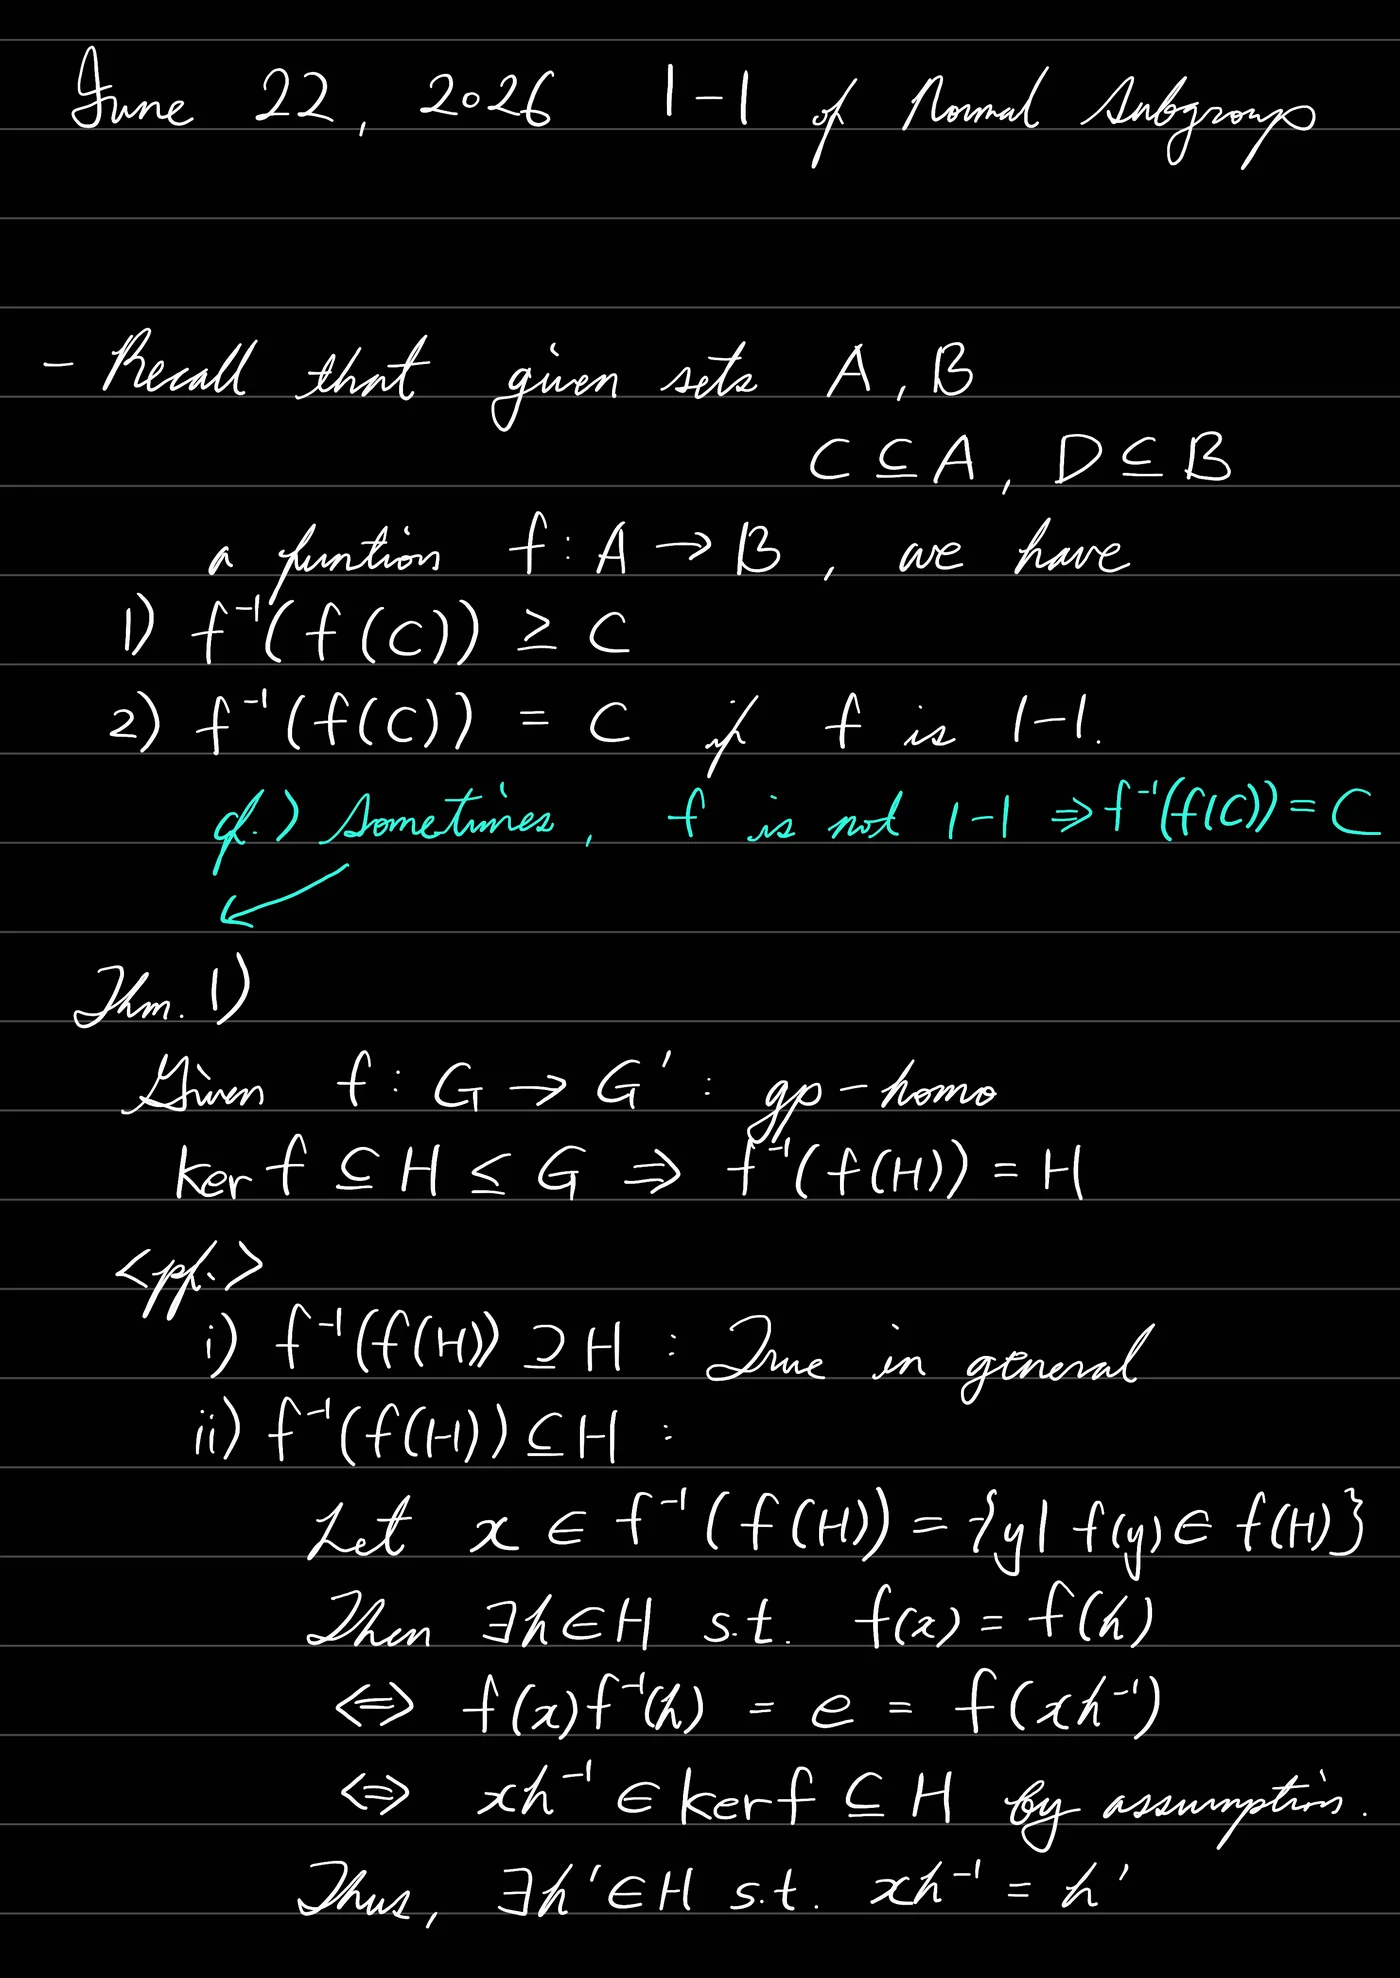 June 22, 2026 1-1 of Normal Subgroup
- Recall that given sets A, B
C ⊆ A, D ⊆ B
a funtion f: A → B, we have
1) f⁻¹(f(C)) ≥ C
2) f⁻¹(f(C)) = C if f is 1-1.
cf.) Sometimes, f is not 1-1 ⇒ f⁻¹(f(C)) = C
Thm. 1)
Given f: G → G' : gp-homo
ker f ⊆ H ≤ G ⇒ f⁻¹(f(H)) = H
<pf.>
i) f⁻¹(f(H)) ⊇ H : True in general
ii) f⁻¹(f(H)) ⊆ H :
Let x ∈ f⁻¹(f(H)) = {y| f(y) ∈ f(H)}
Then ∃h∈H s.t. f(x) = f(h)
⇔ f(x)f⁻¹(h) = e = f(xh⁻¹)
⇔ xh⁻¹ ∈ ker f ⊆ H by assumption.
Thus, ∃h'∈H s.t. xh⁻¹ = h'